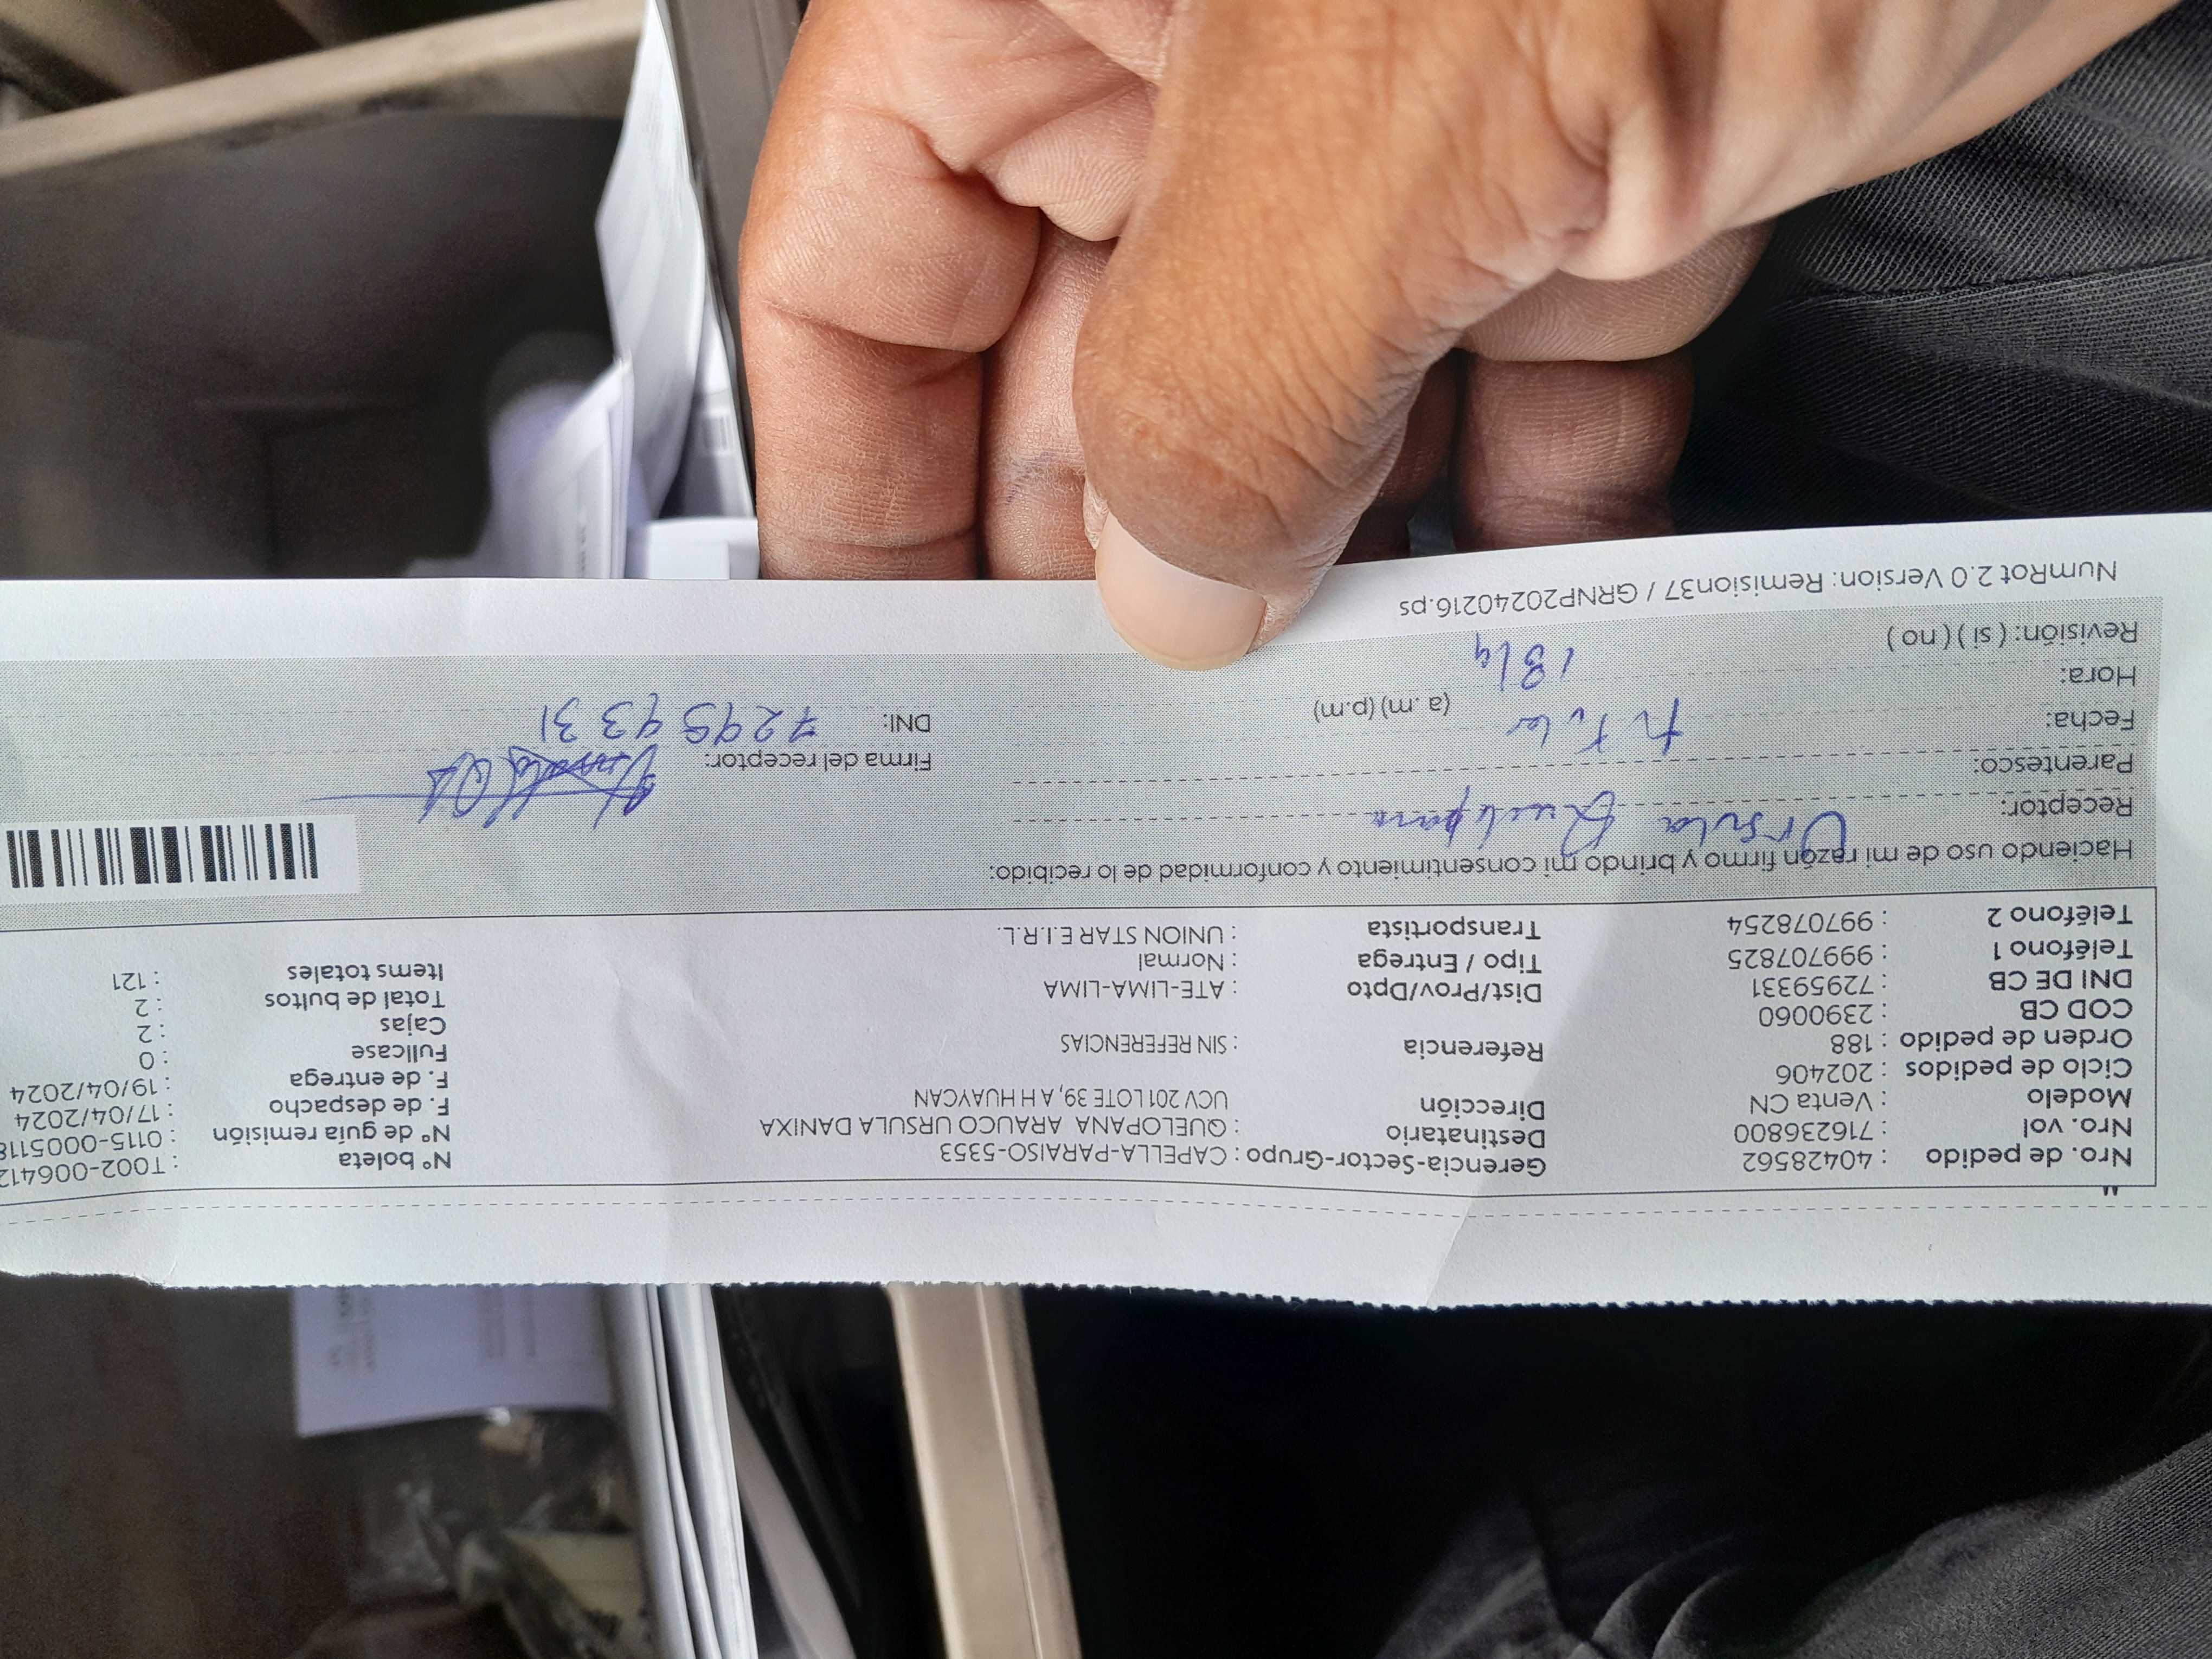 Nro. de pedido : 40428562
Nro. vol : 716236800
Modelo : Venta CN
Ciclo de pedidos : 202406
Orden de pedido : 188
COD CB : 2390060
DNI DE CB : 72959331
Teléfono 1 : 999707825
Teléfono 2 : 997078254
Gerencia-Sector-Grupo : CAPELLA-PARAISO-5353
Destinatario : QUELOPANA ARAUCO URSULA DANIXA
Dirección UCV 201 LOTE 39, A H HUAYCAN
Referencia : SIN REFERENCIAS
Dist/Prov/Dpto : ATE-LIMA-LIMA
Tipo / Entrega : Normal
Transportista : UNION STAR E.I.R.L.
N° boleta : T002-006412
N° de guía remisión : 0115-0005118
F. de despacho : 17/04/2024
F. de entrega : 19/04/2024
Fullcase : 0
Cajas : 2
Total de bultos : 2
Items totales : 121
Haciendo uso de mi razón firmo y brindo mi consentimiento y conformidad de lo recibido:
Receptor: Ursula
Parentesco:
Fecha: (a. m) (p.m)
Hora: 18/4
Revisión: ( si ) ( no )
Firma del receptor:
DNI: 72959331
NumRot 2.0 Version: Remision37 / GRNP20240216.ps